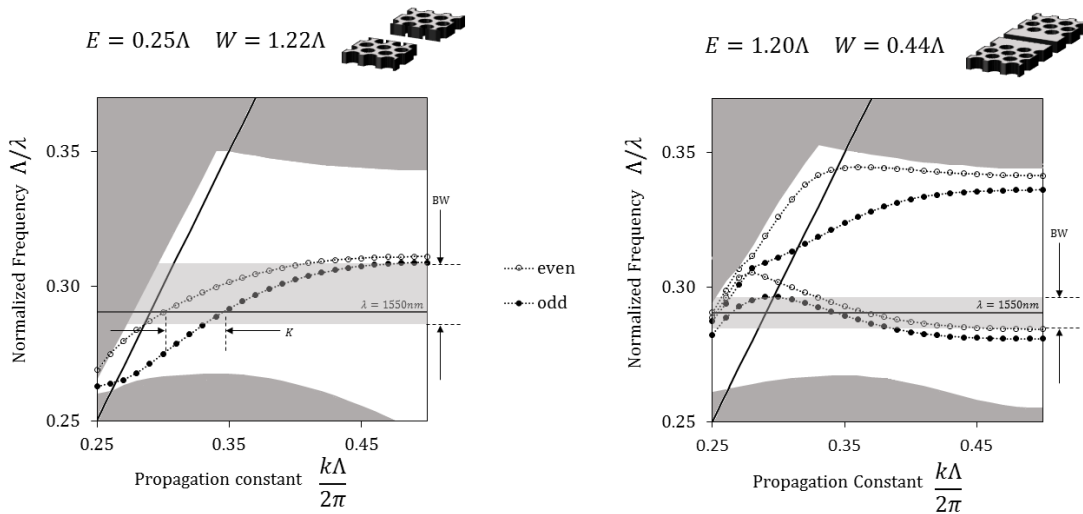 E = 0.25Λ W = 1.22Λ
Normalized Frequency Λ/λ
0.35
0.30
0.25
BW
λ = 1550nm
K
0.25 0.35 0.45
Propagation constant kΛ/2π
even
odd
E = 1.20Λ W = 0.44Λ
Normalized Frequency Λ/λ
0.35
0.30
0.25
BW
λ = 1550nm
0.25 0.35 0.45
Propagation Constant kΛ/2π